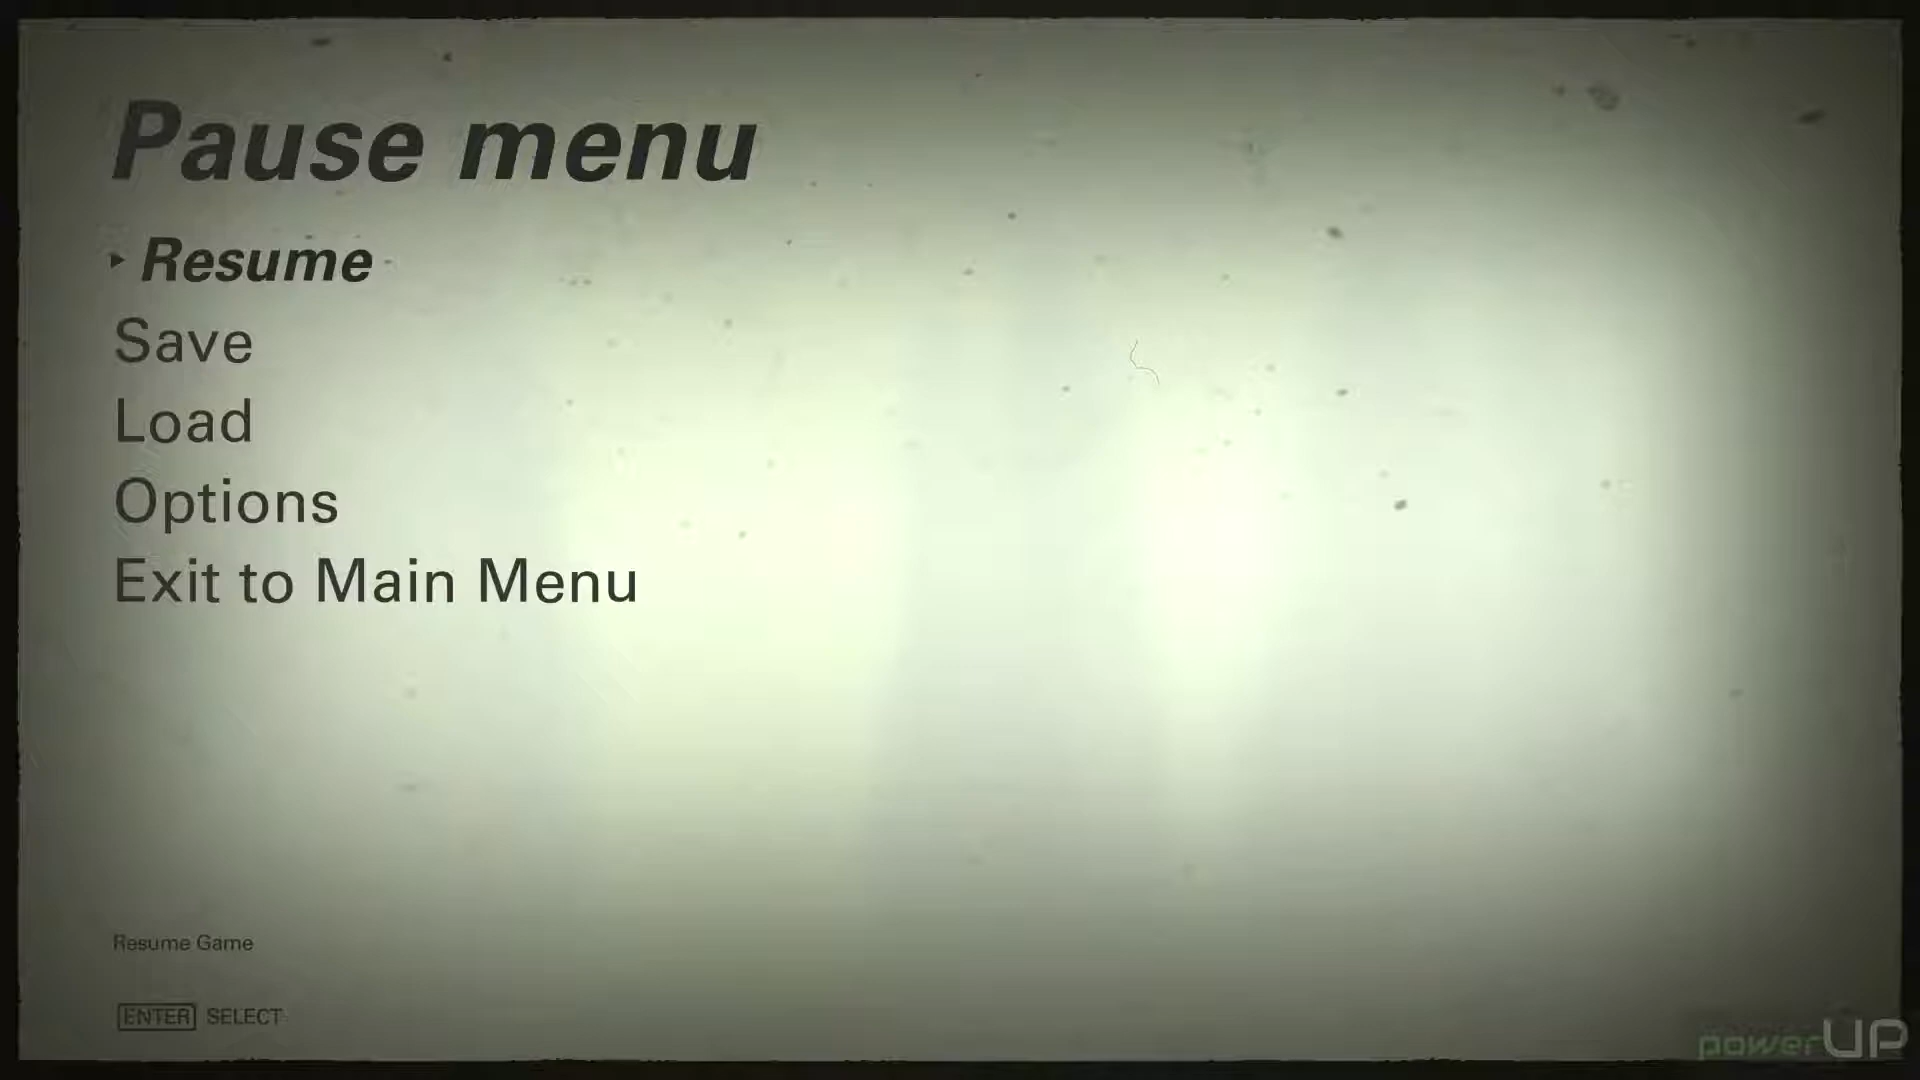 Pause menu
Resume
Save
Load
Options
Exit to Main Menu
Resume Game
ENTER SELECT
powerUP